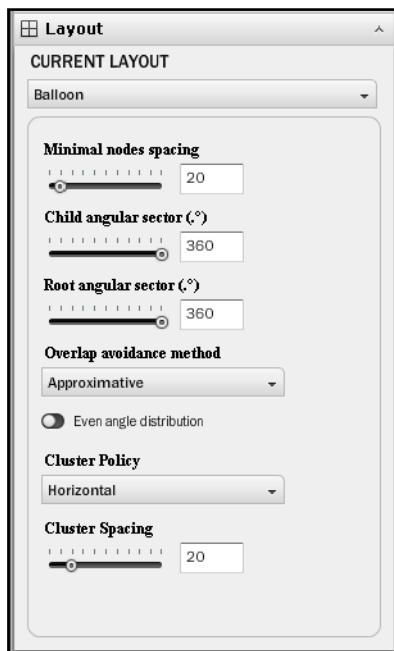 Layout
CURRENT LAYOUT
Balloon
Minimal nodes spacing
20
Child angular sector (.°)
360
Root angular sector (.°)
360
Overlap avoidance method
Approximative
Even angle distribution
Cluster Policy
Horizontal
Cluster Spacing
20